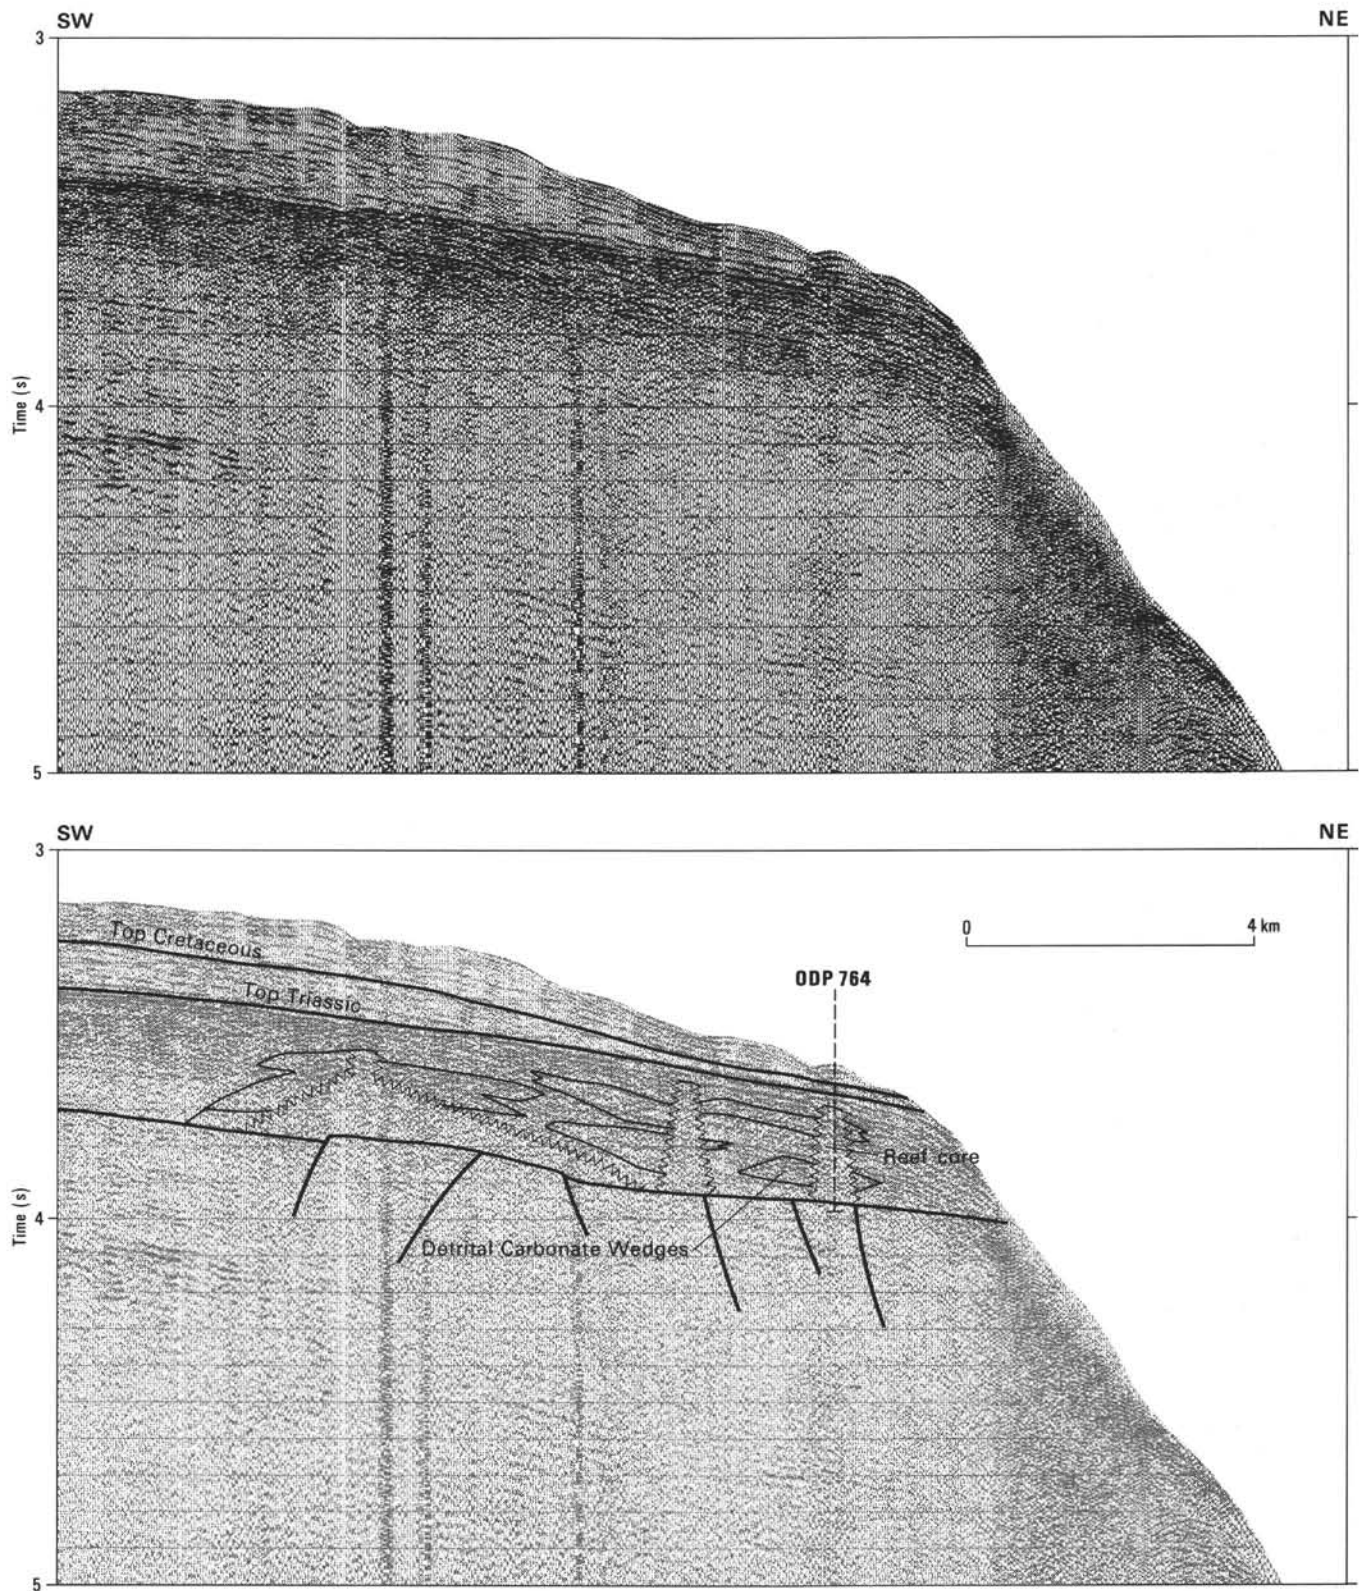 SW
NE
3
Time (s)
4
5
SW
NE
3
0
4 km
Top Cretaceous
ODP 764
Top Triassic
Reef core
Time (s)
4
Detrital Carbonate Wedges
5